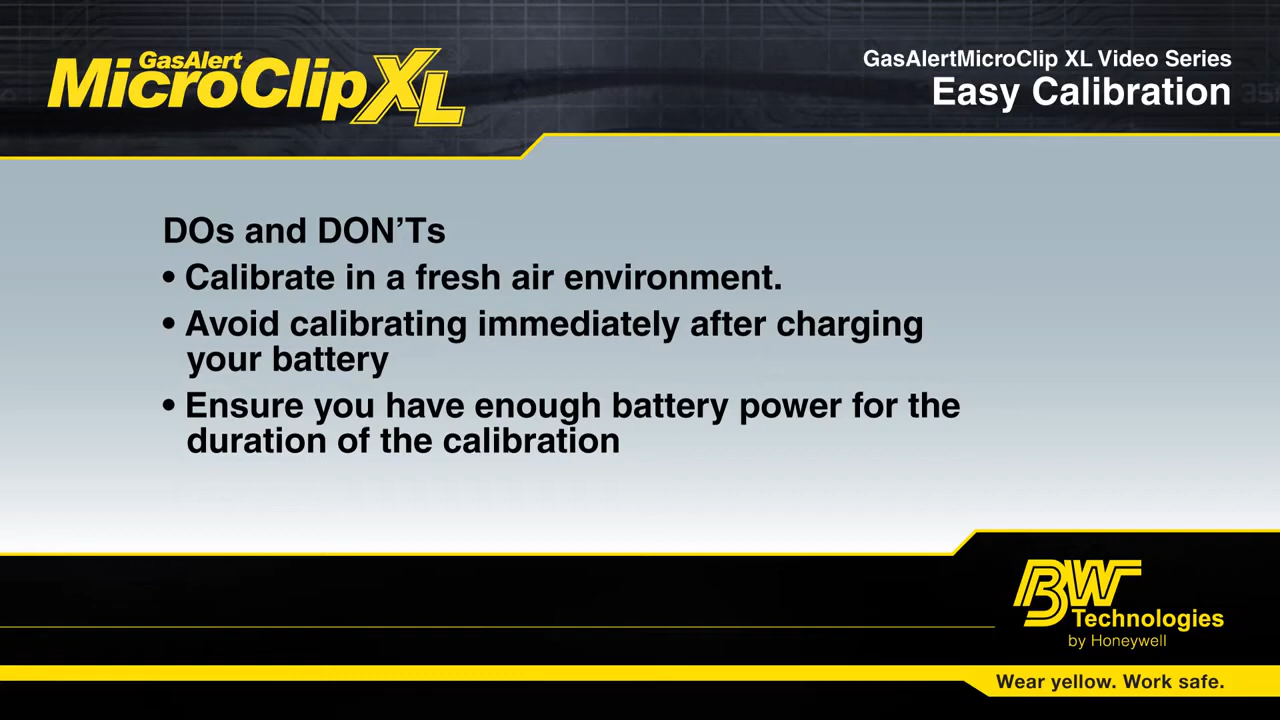 GasAlert
MicroClip XL
GasAlertMicroClip XL Video Series
Easy Calibration
DOs and DON’Ts
• Calibrate in a fresh air environment.
• Avoid calibrating immediately after charging
your battery
• Ensure you have enough battery power for the
duration of the calibration
BW
Technologies
by Honeywell
Wear yellow. Work safe.